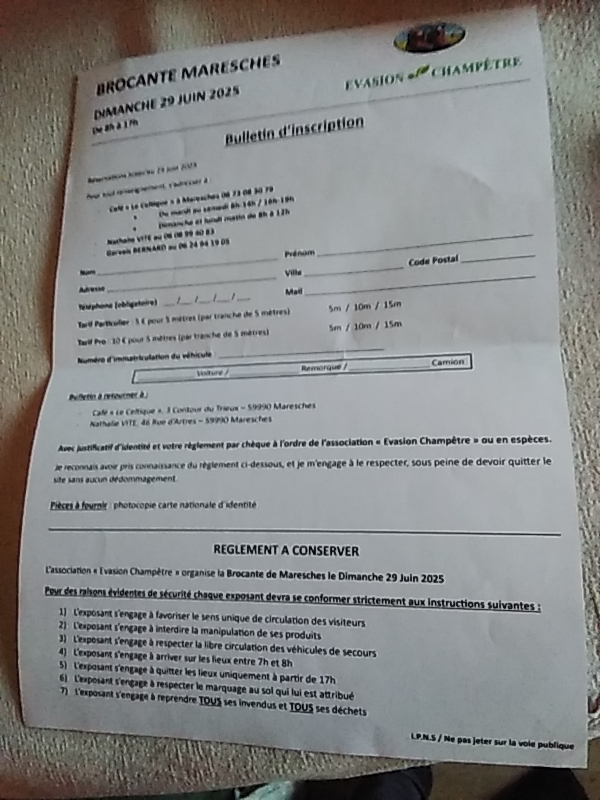 BROCANTE MARESCHES
DIMANCHE 29 JUIN 2025
De 8h à 17h
EVASION CHAMPÊTRE
Bulletin d'inscription
Réservations jusqu'au juin 2025
Pour tout renseignement, s'adresser à :
- Café « Le Celtique » à Maresches 06 73 08 30 79
• Du mardi au samedi 8h-14h / 16h-19h
• Dimanche et lundi matin de 8h à 12h
- Nathalie VITE au 06 08 99 60 83
- Gervais BERNARD au 06 24 94 19 05
Nom Prénom
Adresse Ville Code Postal
Téléphone (obligatoire) __/__/__/__/__ Mail
Tarif Particulier : 5 € pour 5 mètres (par tranche de 5 mètres) 5m / 10m / 15m
Tarif Pro : 10 € pour 5 mètres (par tranche de 5 mètres) 5m / 10m / 15m
Numéro d'immatriculation du véhicule :
Voiture / Remorque / Camion
Bulletin à retourner à :
- Café « Le Celtique », 3 Contour du Trieux – 59990 Maresches
- Nathalie VITE, 46 Rue d'Artres – 59990 Maresches
Avec justificatif d'identité et votre règlement par chèque à l'ordre de l'association « Evasion Champêtre » ou en espèces.
Je reconnais avoir pris connaissance du règlement ci-dessous, et je m'engage à le respecter, sous peine de devoir quitter le
site sans aucun dédommagement.
Pièces à fournir : photocopie carte nationale d'identité
REGLEMENT A CONSERVER
L'association « Evasion Champêtre » organise la Brocante de Maresches le Dimanche 29 Juin 2025
Pour des raisons évidentes de sécurité chaque exposant devra se conformer strictement aux instructions suivantes :
1) L'exposant s'engage à favoriser le sens unique de circulation des visiteurs
2) L'exposant s'engage à interdire la manipulation de ses produits
3) L'exposant s'engage à respecter la libre circulation des véhicules de secours
4) L'exposant s'engage à arriver sur les lieux entre 7h et 8h
5) L'exposant s'engage à quitter les lieux uniquement à partir de 17h
6) L'exposant s'engage à respecter le marquage au sol qui lui est attribué
7) L'exposant s'engage à reprendre TOUS ses invendus et TOUS ses déchets
I.P.N.S / Ne pas jeter sur la voie publique